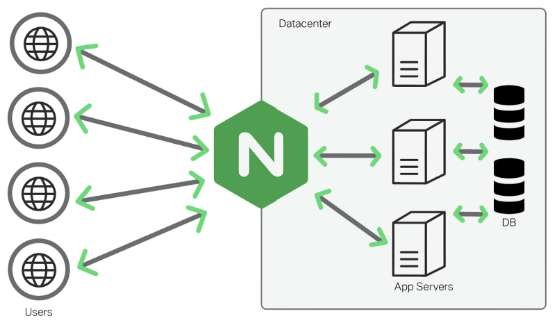 Datacenter
N
DB
App Servers
Users